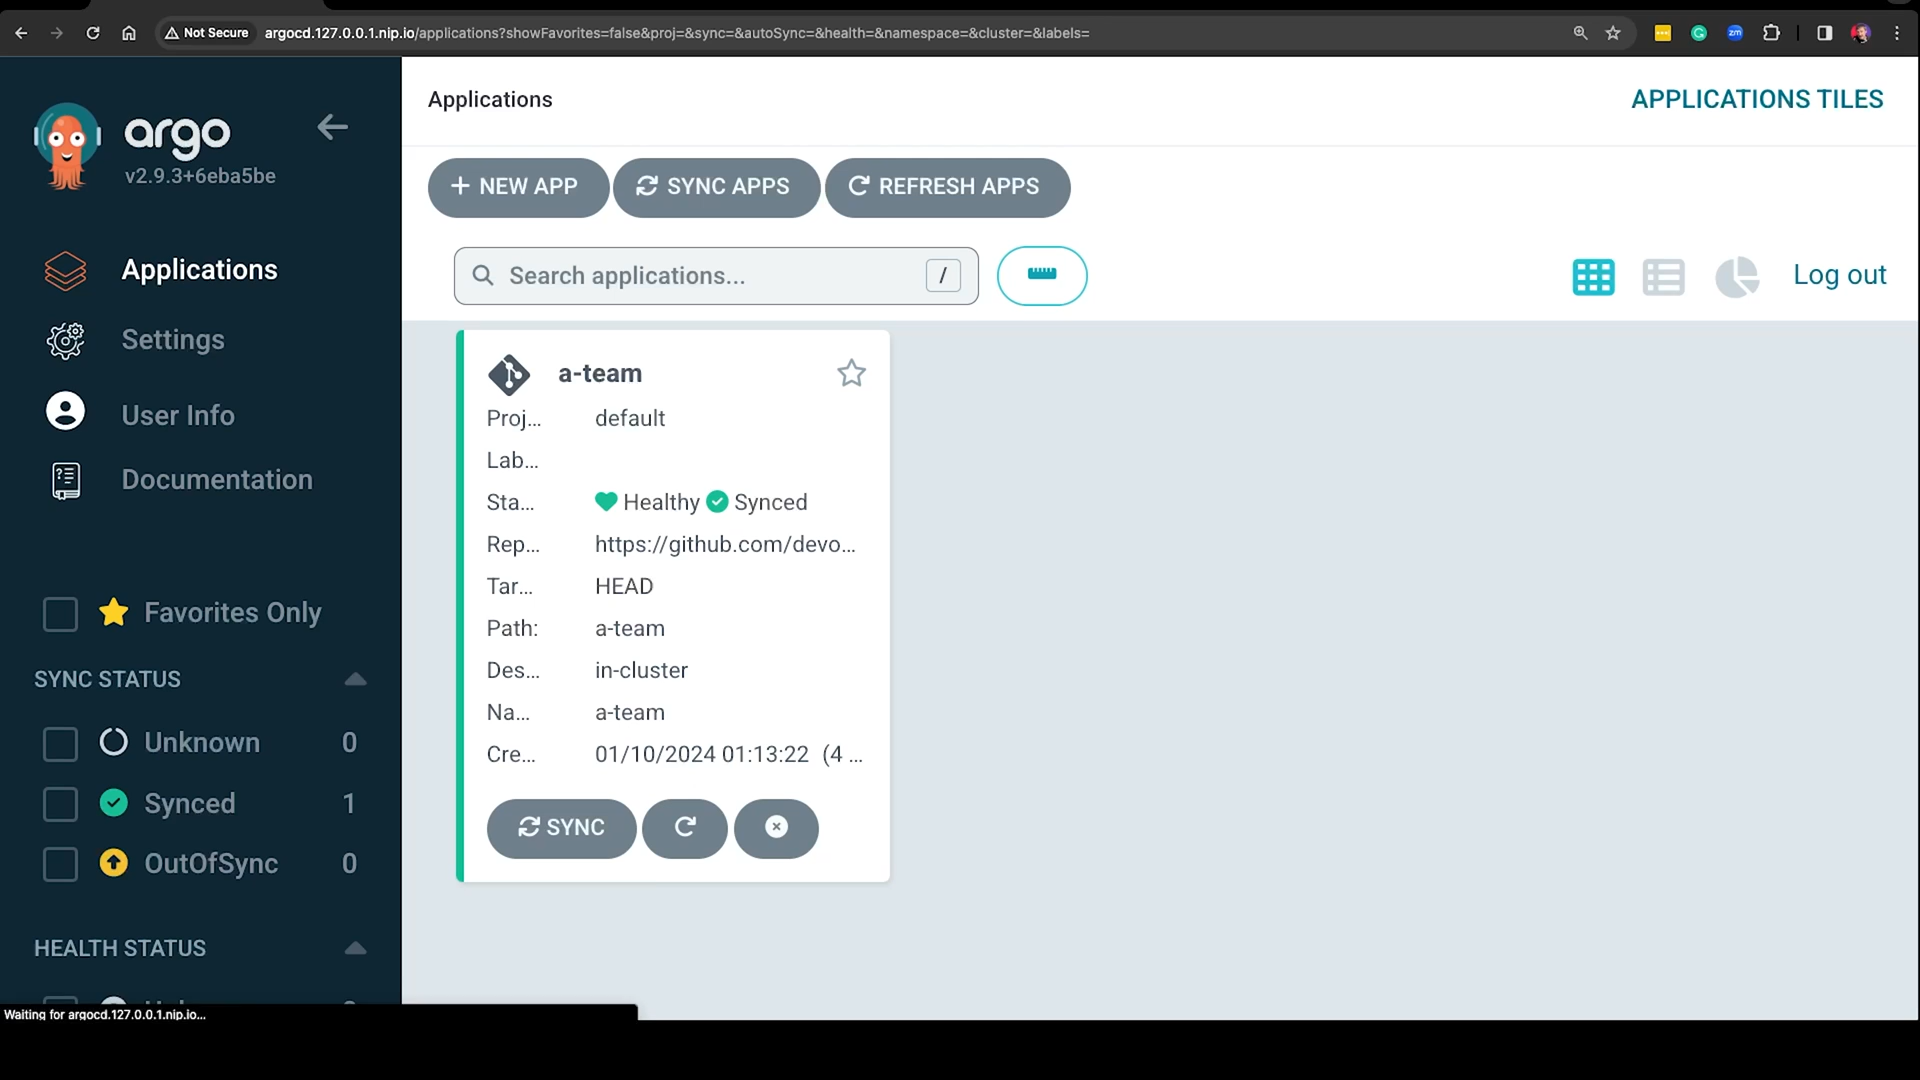 Not Secure
argocd.127.0.0.1.nip.io/applications?showFavorites=false&proj=&sync=&autoSync=&health=&namespace=&cluster=&labels=
zm
argo
v2.9.3+6eba5be
Applications
Settings
User Info
Documentation
Favorites Only
SYNC STATUS
Unknown 0
Synced 1
OutOfSync 0
HEALTH STATUS
Applications
APPLICATIONS TILES
+ NEW APP
SYNC APPS
REFRESH APPS
Search applications... /
Log out
a-team
Proj... default
Lab...
Sta... Healthy Synced
Rep... https://github.com/devo...
Tar... HEAD
Path: a-team
Des... in-cluster
Na... a-team
Cre... 01/10/2024 01:13:22 (4 ...
SYNC
Waiting for argocd.127.0.0.1.nip.io...